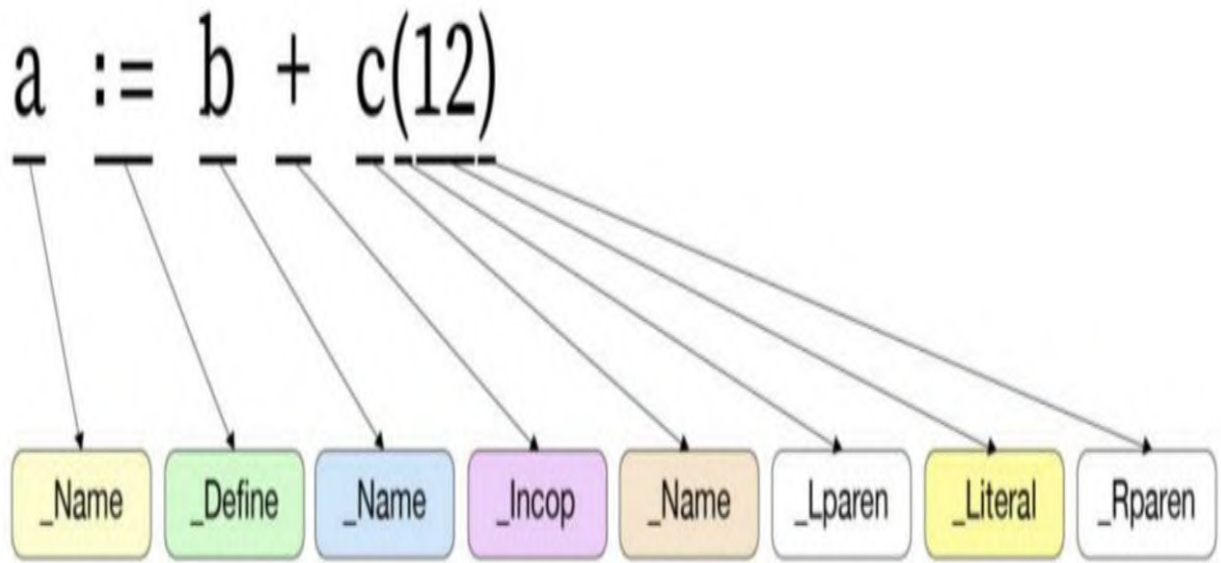 a := b + c(12)
_Name _Define _Name _Incop _Name _Lparen _Literal _Rparen